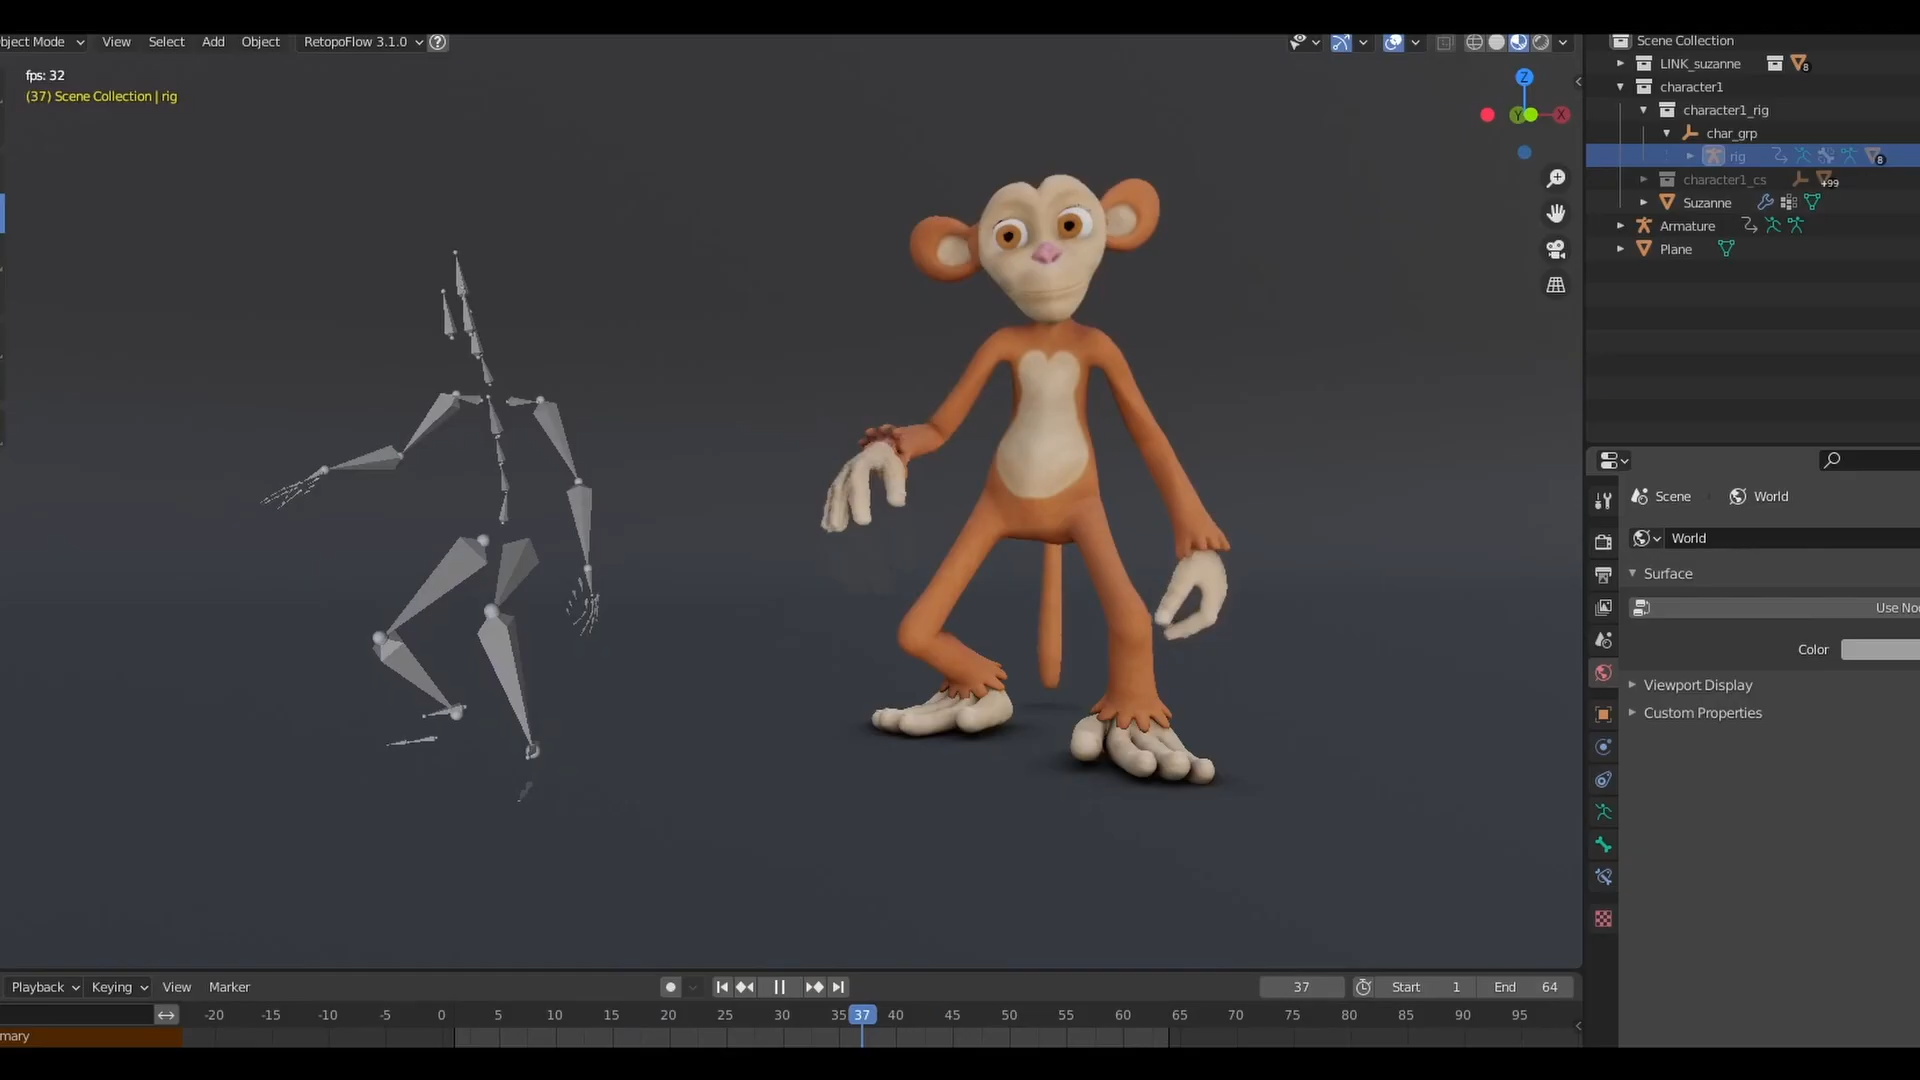 bject Mode View Select Add Object RetopoFlow 3.1.0
fps: 32
(37) Scene Collection | rig
Z
Y
X
Scene Collection
LINK_suzanne 8
character1
character1_rig
char_grp
rig 8
character1_cs +99
Suzanne
Armature
Plane
Scene World
World
Surface
Use No
Color
Viewport Display
Custom Properties
Playback Keying View Marker 37 Start 1 End 64
-20 -15 -10 -5 0 5 10 15 20 25 30 35 37 40 45 50 55 60 65 70 75 80 85 90 95
mary